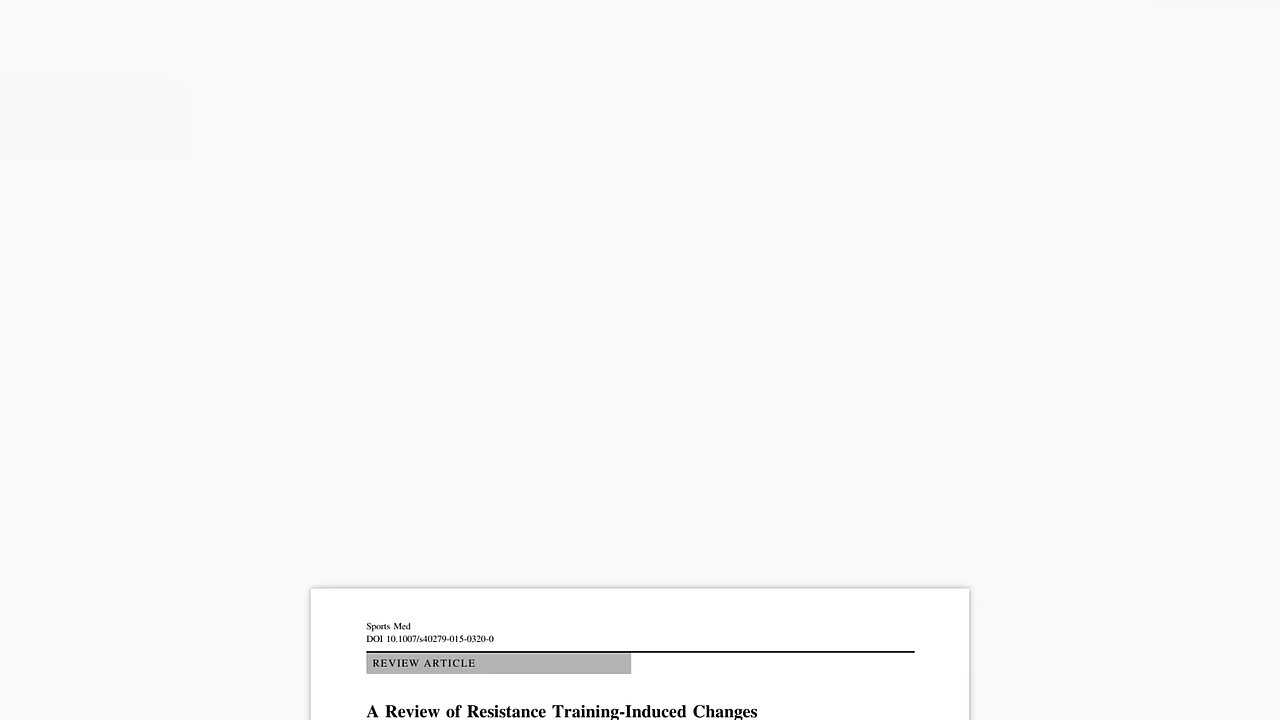 Sports Med
DOI 10.1007/s40279-015-0320-0
REVIEW ARTICLE
A Review of Resistance Training-Induced Changes